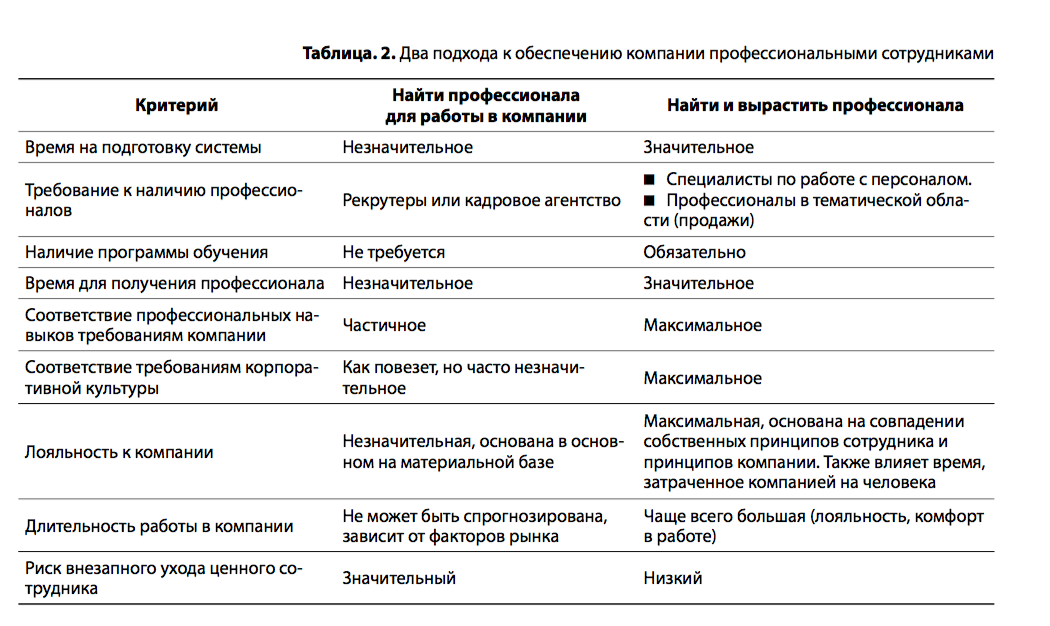 Таблица. 2. Два подхода к обеспечению компании профессиональными сотрудниками
Критерий
Найти профессионала
для работы в компании
Найти и вырастить профессионала
Время на подготовку системы
Незначительное
Значительное
Требование к наличию профессио-
налов
Рекрутеры или кадровое агентство
■ Специалисты по работе с персоналом.
■ Профессионалы в тематической обла-
сти (продажи)
Наличие программы обучения
Не требуется
Обязательно
Время для получения профессионала
Незначительное
Значительное
Соответствие профессиональных на-
выков требованиям компании
Частичное
Максимальное
Соответствие требованиям корпора-
тивной культуры
Как повезет, но часто незначи-
тельное
Максимальное
Лояльность к компании
Незначительная, основана в основ-
ном на материальной базе
Максимальная, основана на совпадении
собственных принципов сотрудника и
принципов компании. Также влияет время,
затраченное компанией на человека
Длительность работы в компании
Не может быть спрогнозирована,
зависит от факторов рынка
Чаще всего большая (лояльность, комфорт
в работе)
Риск внезапного ухода ценного со-
трудника
Значительный
Низкий